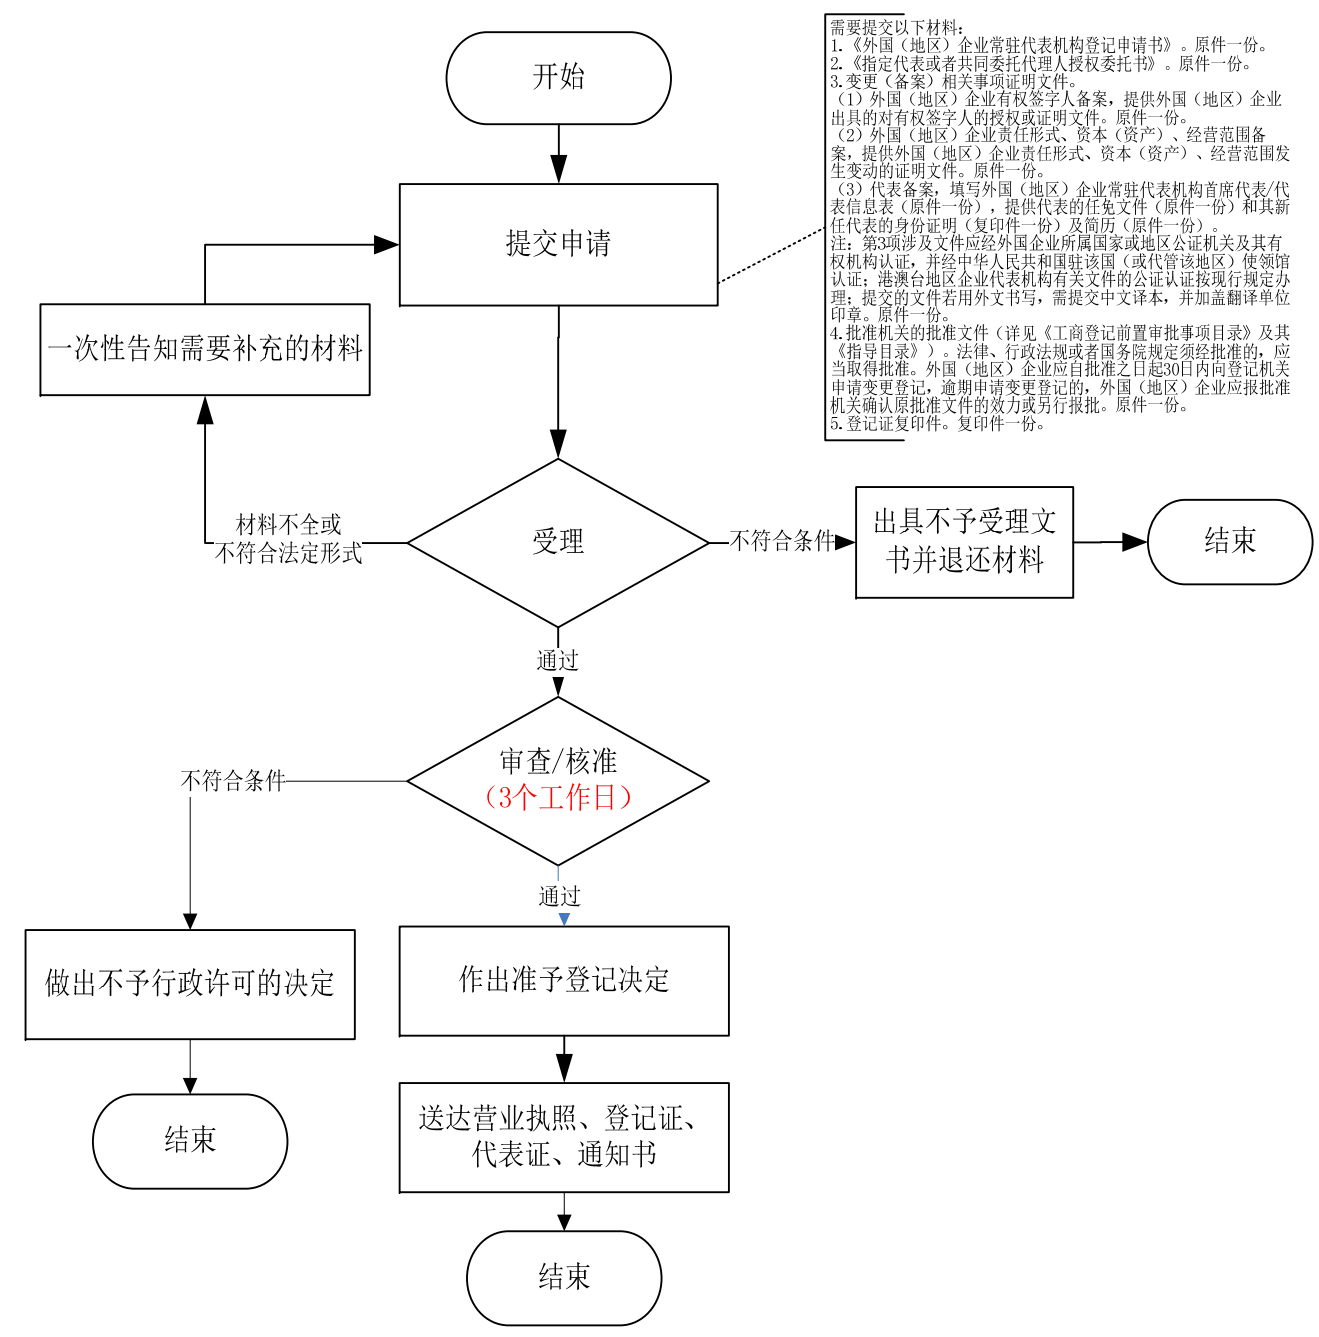 开始
提交申请
需要提交以下材料：
1.《外国（地区）企业常驻代表机构登记申请书》。原件一份。
2.《指定代表或者共同委托代理人授权委托书》。原件一份。
3.变更（备案）相关事项证明文件。
（1）外国（地区）企业有权签字人备案，提供外国（地区）企业
出具的对有权签字人的授权或证明文件。原件一份。
（2）外国（地区）企业责任形式、资本（资产）、经营范围备
案，提供外国（地区）企业责任形式、资本（资产）、经营范围发
生变动的证明文件。原件一份。
（3）代表备案，填写外国（地区）企业常驻代表机构首席代表/代
表信息表（原件一份），提供代表的任免文件（原件一份）和其新
任代表的身份证明（复印件一份）及简历（原件一份）。
注：第3项涉及文件应经外国企业所属国家或地区公证机关及其有
权机构认证，并经中华人民共和国驻该国（或代管该地区）使领馆
认证；港澳台地区企业代表机构有关文件的公证认证按现行规定办
理；提交的文件若用外文书写，需提交中文译本，并加盖翻译单位
印章。原件一份。
4.批准机关的批准文件（详见《工商登记前置审批事项目录》及其
《指导目录》）。法律、行政法规或者国务院规定须经批准的，应
当取得批准。外国（地区）企业应自批准之日起30日内向登记机关
申请变更登记，逾期申请变更登记的，外国（地区）企业应报批准
机关确认原批准文件的效力或另行报批。原件一份。
5.登记证复印件。复印件一份。
一次性告知需要补充的材料
材料不全或
不符合法定形式
受理
不符合条件
出具不予受理文
书并退还材料
结束
通过
审查/核准
（3个工作日）
不符合条件
通过
做出不予行政许可的决定
作出准予登记决定
结束
送达营业执照、登记证、
代表证、通知书
结束